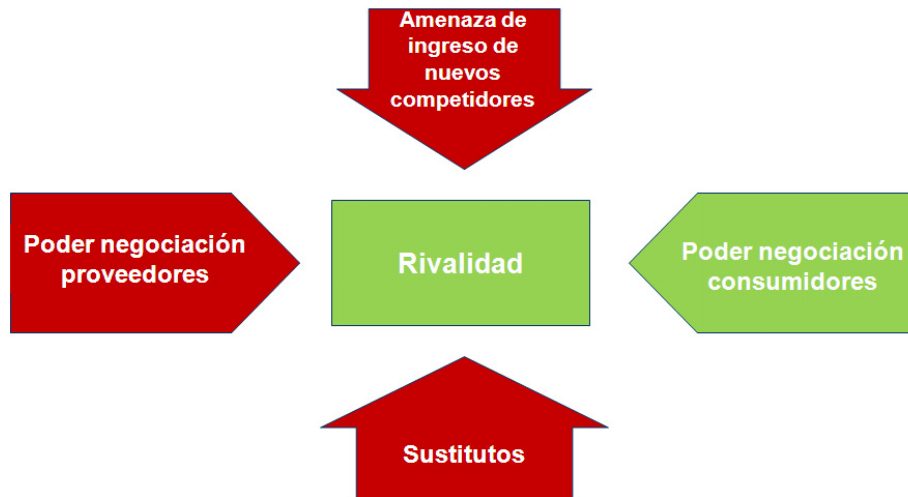 Amenaza de
ingreso de
nuevos
competidores
Poder negociación
proveedores
Rivalidad
Poder negociación
consumidores
Sustitutos